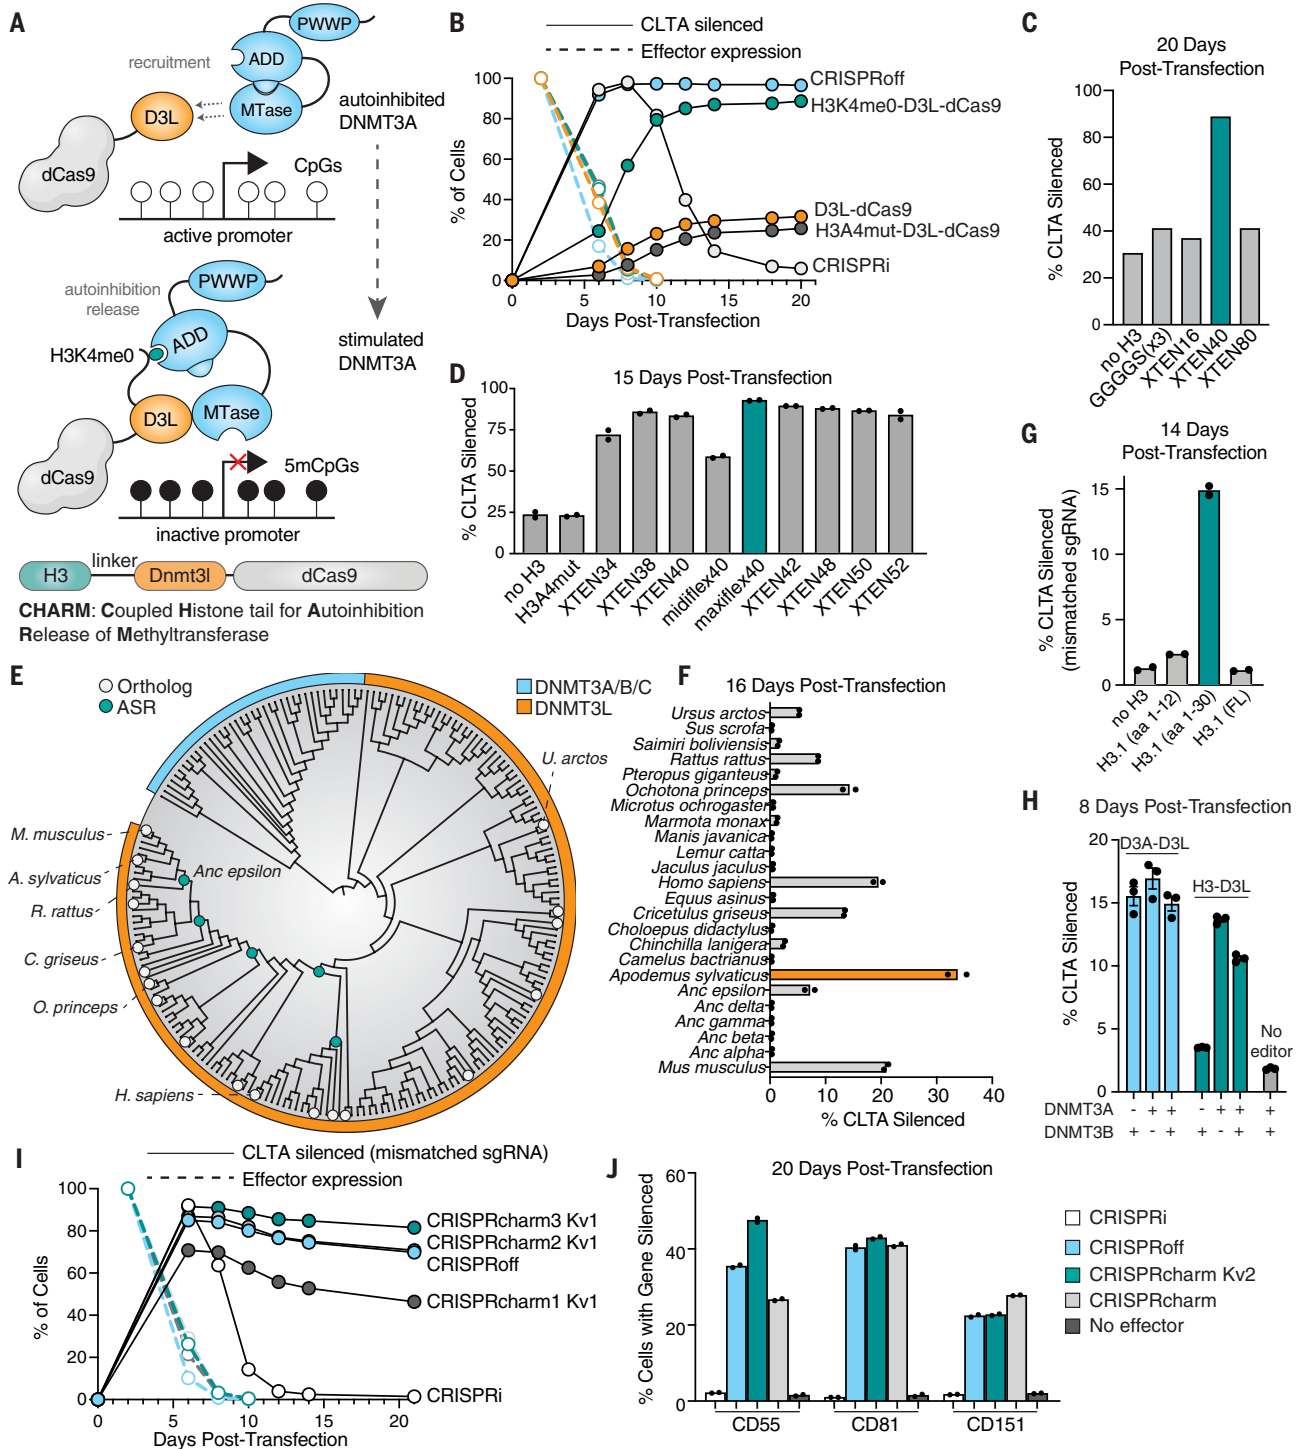 A
PWWP
ADD
recruitment
D3L
MTase
autoinhibited
DNMT3A
dCas9
CpGs
active promoter
autoinhibition
release
PWWP
H3K4me0
ADD
stimulated
DNMT3A
D3L
MTase
dCas9
5mCpGs
inactive promoter
H3
linker
Dnmt3l
dCas9
CHARM: Coupled Histone tail for Autoinhibition
Release of Methyltransferase
B
CLTA silenced
Effector expression
% of Cells
100
80
60
40
20
0
0
5
10
15
20
Days Post-Transfection
CRISPRoff
H3K4me0-D3L-dCas9
D3L-dCas9
H3A4mut-D3L-dCas9
CRISPRi
C
20 Days
Post-Transfection
% CLTA Silenced
100
80
60
40
20
0
no H3
GGGGS(x3)
XTEN16
XTEN40
XTEN80
D
15 Days Post-Transfection
% CLTA Silenced
100
75
50
25
0
no H3
H3A4mut
XTEN34
XTEN38
XTEN40
midiflex40
maxiflex40
XTEN42
XTEN48
XTEN50
XTEN52
E
Ortholog
ASR
DNMT3A/B/C
DNMT3L
U. arctos
M. musculus
Anc epsilon
A. sylvaticus
R. rattus
C. griseus
O. princeps
H. sapiens
F
16 Days Post-Transfection
Ursus arctos
Sus scrofa
Saimiri boliviensis
Rattus rattus
Pteropus giganteus
Ochotona princeps
Microtus ochrogaster
Marmota monax
Manis javanica
Lemur catta
Jaculus jaculus
Homo sapiens
Equus asinus
Cricetulus griseus
Choloepus didactylus
Chinchilla lanigera
Camelus bactrianus
Apodemus sylvaticus
Anc epsilon
Anc delta
Anc gamma
Anc beta
Anc alpha
Mus musculus
0
10
20
30
40
% CLTA Silenced
G
14 Days
Post-Transfection
% CLTA Silenced
(mismatched sgRNA)
15
10
5
0
no H3
H3.1 (aa 1-12)
H3.1 (aa 1-30)
H3.1 (FL)
H
8 Days Post-Transfection
% CLTA Silenced
20
15
10
5
0
D3A-D3L
H3-D3L
No
editor
DNMT3A - + + - + + +
DNMT3B + - + + - + +
I
CLTA silenced (mismatched sgRNA)
Effector expression
% of Cells
100
80
60
40
20
0
0
5
10
15
20
Days Post-Transfection
CRISPRcharm3 Kv1
CRISPRcharm2 Kv1
CRISPRoff
CRISPRcharm1 Kv1
CRISPRi
J
20 Days Post-Transfection
% Cells with Gene Silenced
60
40
20
0
CD55
CD81
CD151
CRISPRi
CRISPRoff
CRISPRcharm Kv2
CRISPRcharm
No effector